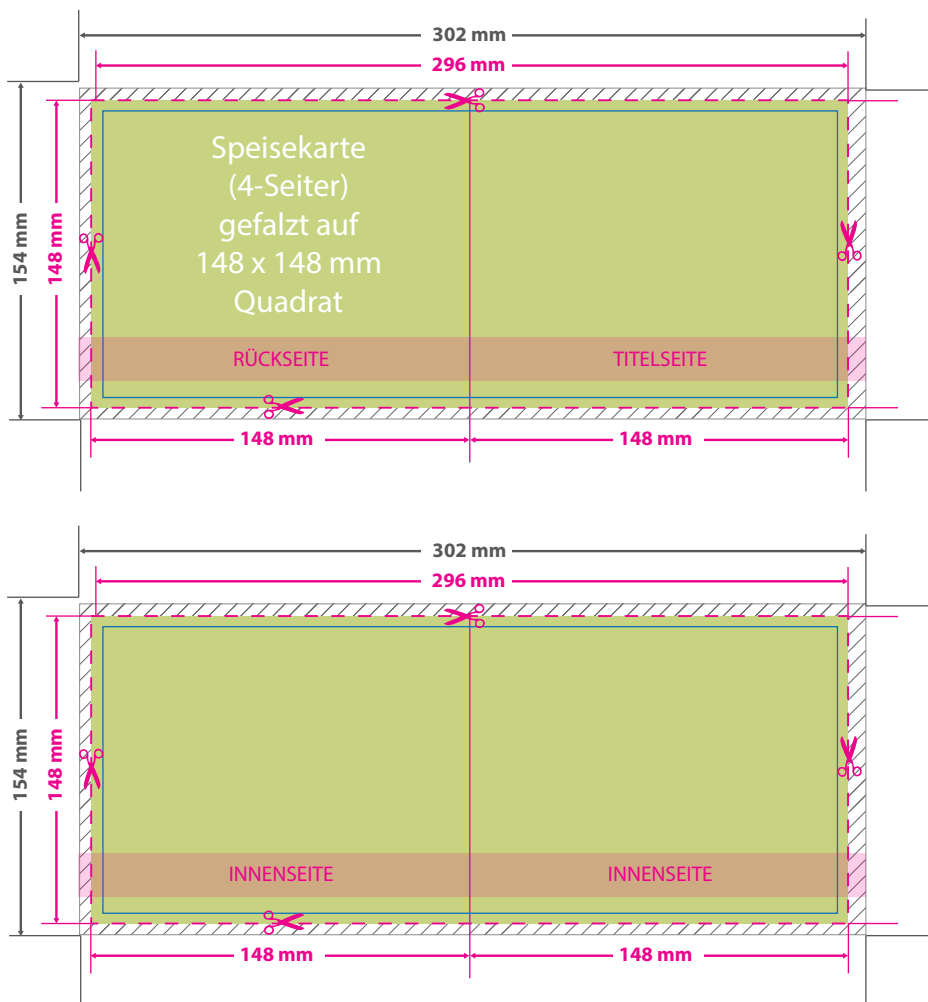 302 mm
296 mm
154 mm
148 mm
Speisekarte
(4-Seiter)
gefalzt auf
148 x 148 mm
Quadrat
RÜCKSEITE
TITELSEITE
148 mm
148 mm
302 mm
296 mm
154 mm
148 mm
INNENSEITE
INNENSEITE
148 mm
148 mm